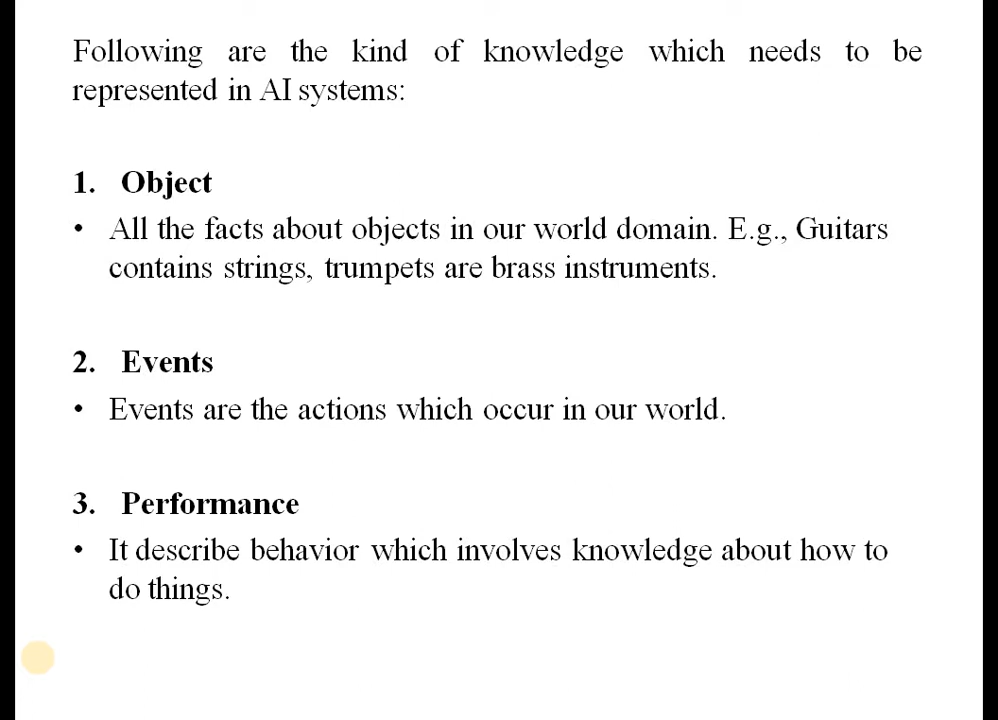 Following are the kind of knowledge which needs to be
represented in AI systems:
1. Object
• All the facts about objects in our world domain. E.g., Guitars
contains strings, trumpets are brass instruments.
2. Events
• Events are the actions which occur in our world.
3. Performance
• It describe behavior which involves knowledge about how to
do things.